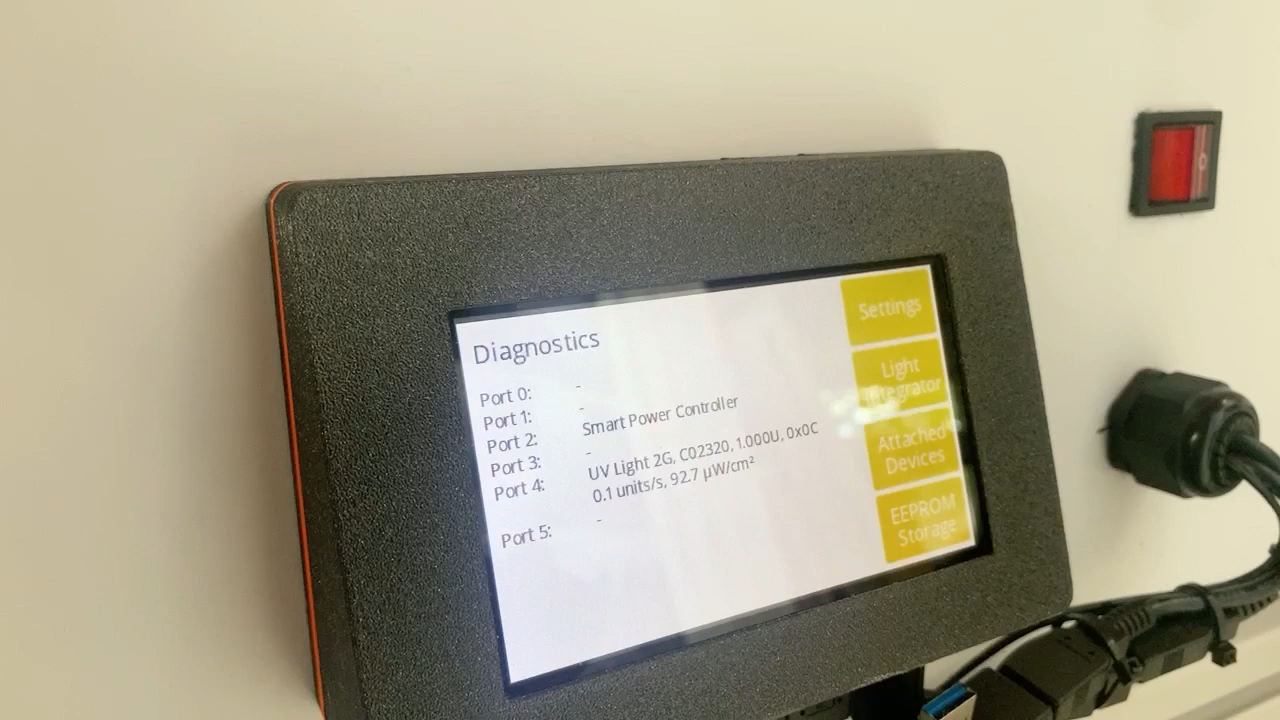 Diagnostics
Port 0: -
Port 1: -
Port 2: Smart Power Controller
Port 3: -
Port 4: UV Light 2G, C02320, 1.000U, 0x0C
0.1 units/s, 92.7 µW/cm²
Port 5: -
Settings
Light
Integrator
Attached
Devices
EEPROM
Storage